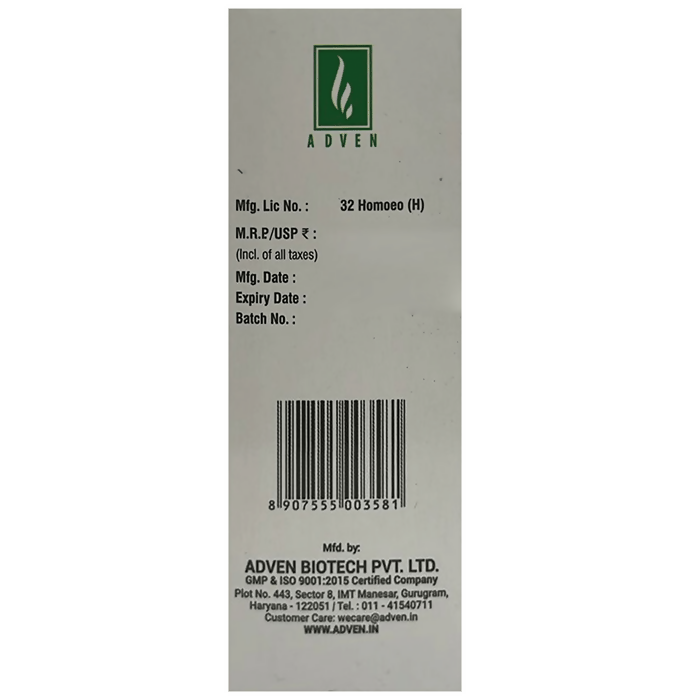 ADVEN
Mfg. Lic No. : 32 Homoeo (H)
M.R.P./USP ₹ :
(Incl. of all taxes)
Mfg. Date :
Expiry Date :
Batch No. :
8 907555 003581
Mfd. by:
ADVEN BIOTECH PVT. LTD.
GMP & ISO 9001:2015 Certified Company
Plot No. 443, Sector 8, IMT Manesar, Gurugram,
Haryana - 122051 / Tel. : 011 - 41540711
Customer Care: wecare@adven.in
WWW.ADVEN.IN